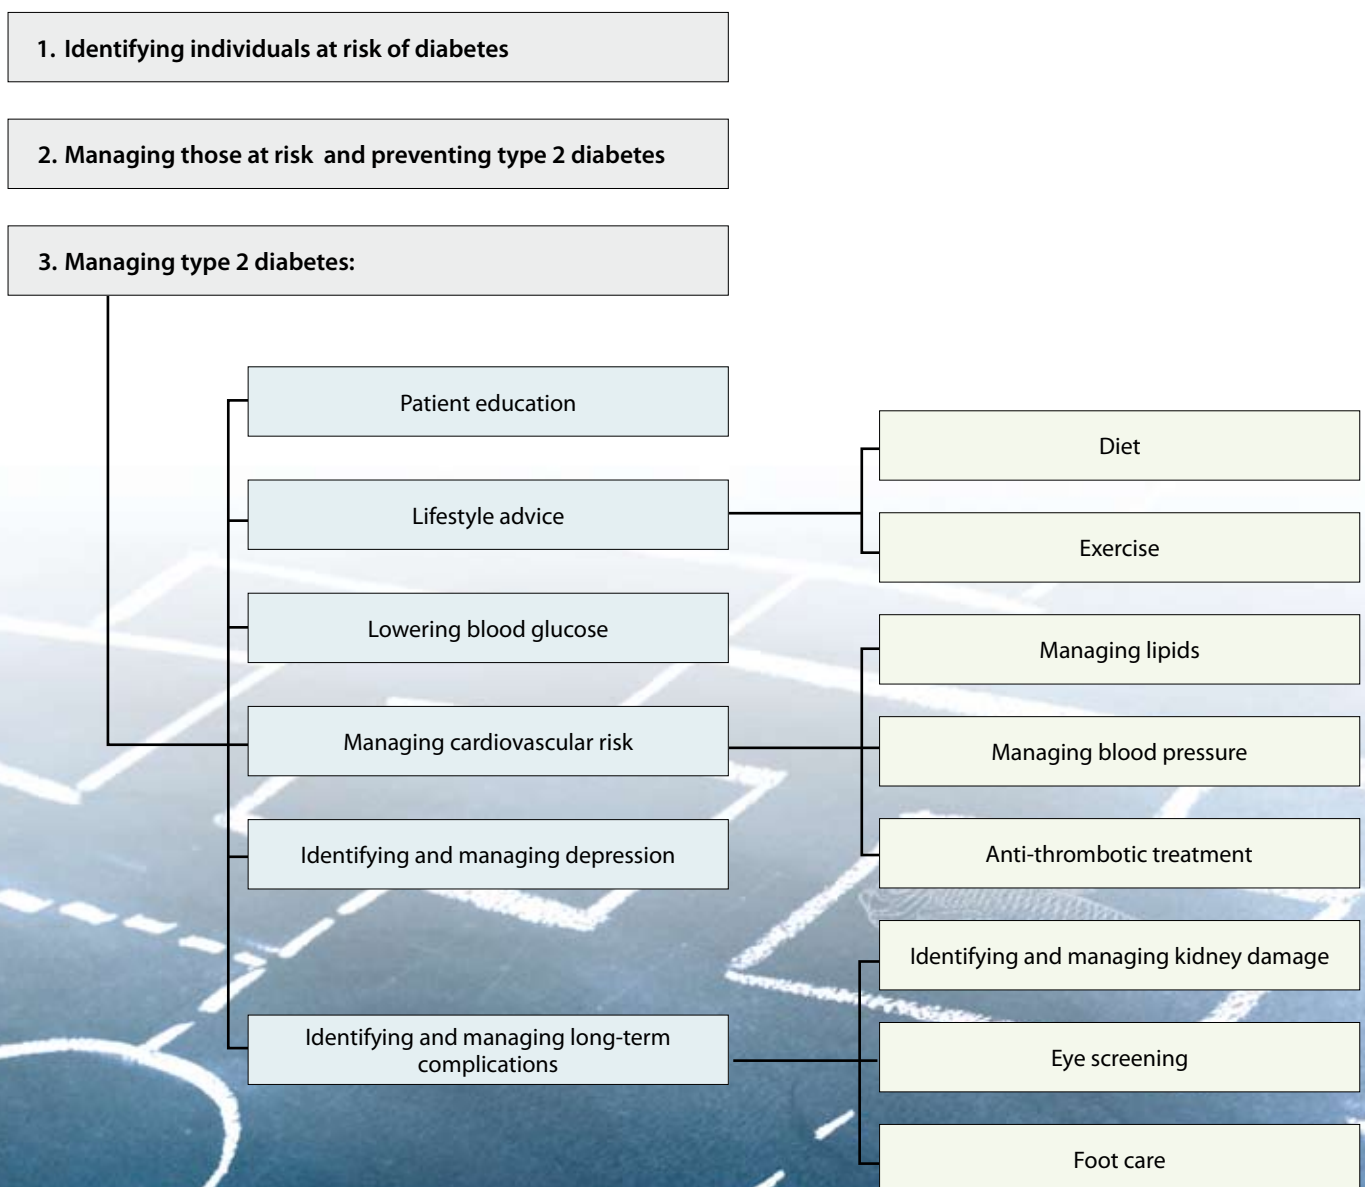 1. Identifying individuals at risk of diabetes
2. Managing those at risk and preventing type 2 diabetes
3. Managing type 2 diabetes:
Patient education
Lifestyle advice
Diet
Exercise
Lowering blood glucose
Managing cardiovascular risk
Managing lipids
Managing blood pressure
Anti-thrombotic treatment
Identifying and managing depression
Identifying and managing long-term
complications
Identifying and managing kidney damage
Eye screening
Foot care